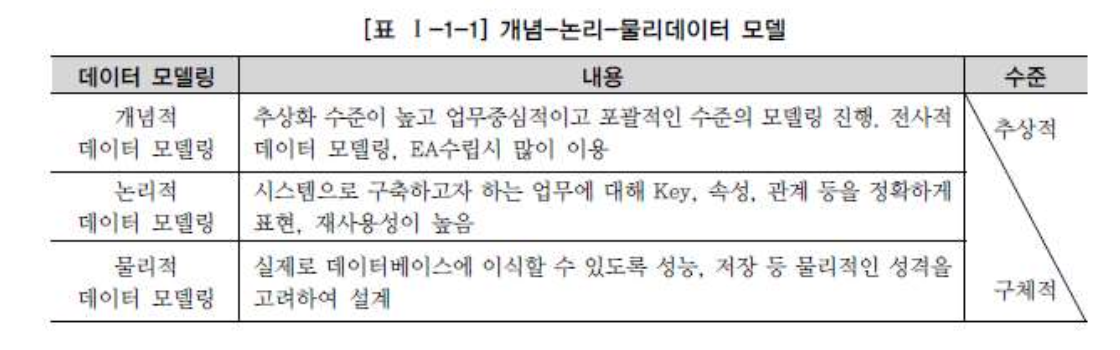 [표 Ⅰ-1-1] 개념-논리-물리데이터 모델
데이터 모델링 내용 수준
개념적
데이터 모델링
추상화 수준이 높고 업무중심적이고 포괄적인 수준의 모델링 진행. 전사적
데이터 모델링, EA수립시 많이 이용
추상적
논리적
데이터 모델링
시스템으로 구축하고자 하는 업무에 대해 Key, 속성, 관계 등을 정확하게
표현, 재사용성이 높음
물리적
데이터 모델링
실제로 데이터베이스에 이식할 수 있도록 성능, 저장 등 물리적인 성격을
고려하여 설계
구체적